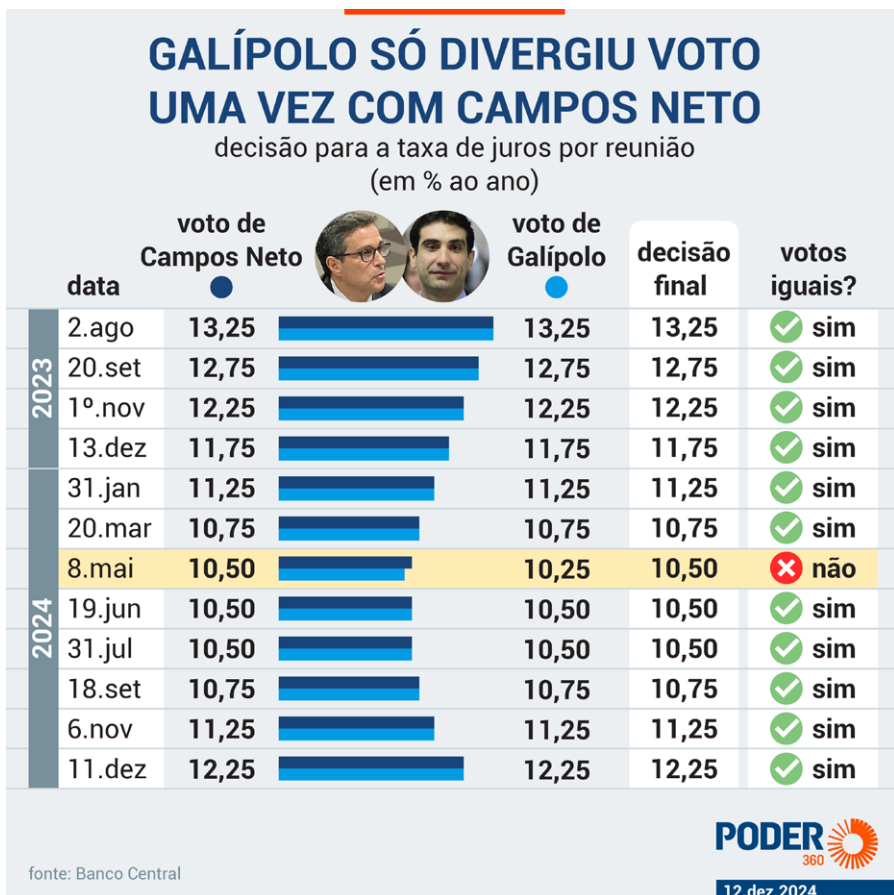 GALÍPOLO SÓ DIVERGIU VOTO
UMA VEZ COM CAMPOS NETO
decisão para a taxa de juros por reunião
(em % ao ano)
data
voto de
Campos Neto
voto de
Galípolo
decisão
final
votos
iguais?
2023
2.ago 13,25 13,25 13,25 sim
20.set 12,75 12,75 12,75 sim
1º.nov 12,25 12,25 12,25 sim
13.dez 11,75 11,75 11,75 sim
2024
31.jan 11,25 11,25 11,25 sim
20.mar 10,75 10,75 10,75 sim
8.mai 10,50 10,25 10,50 não
19.jun 10,50 10,50 10,50 sim
31.jul 10,50 10,50 10,50 sim
18.set 10,75 10,75 10,75 sim
6.nov 11,25 11,25 11,25 sim
11.dez 12,25 12,25 12,25 sim
fonte: Banco Central
PODER
360
12 dez 2024